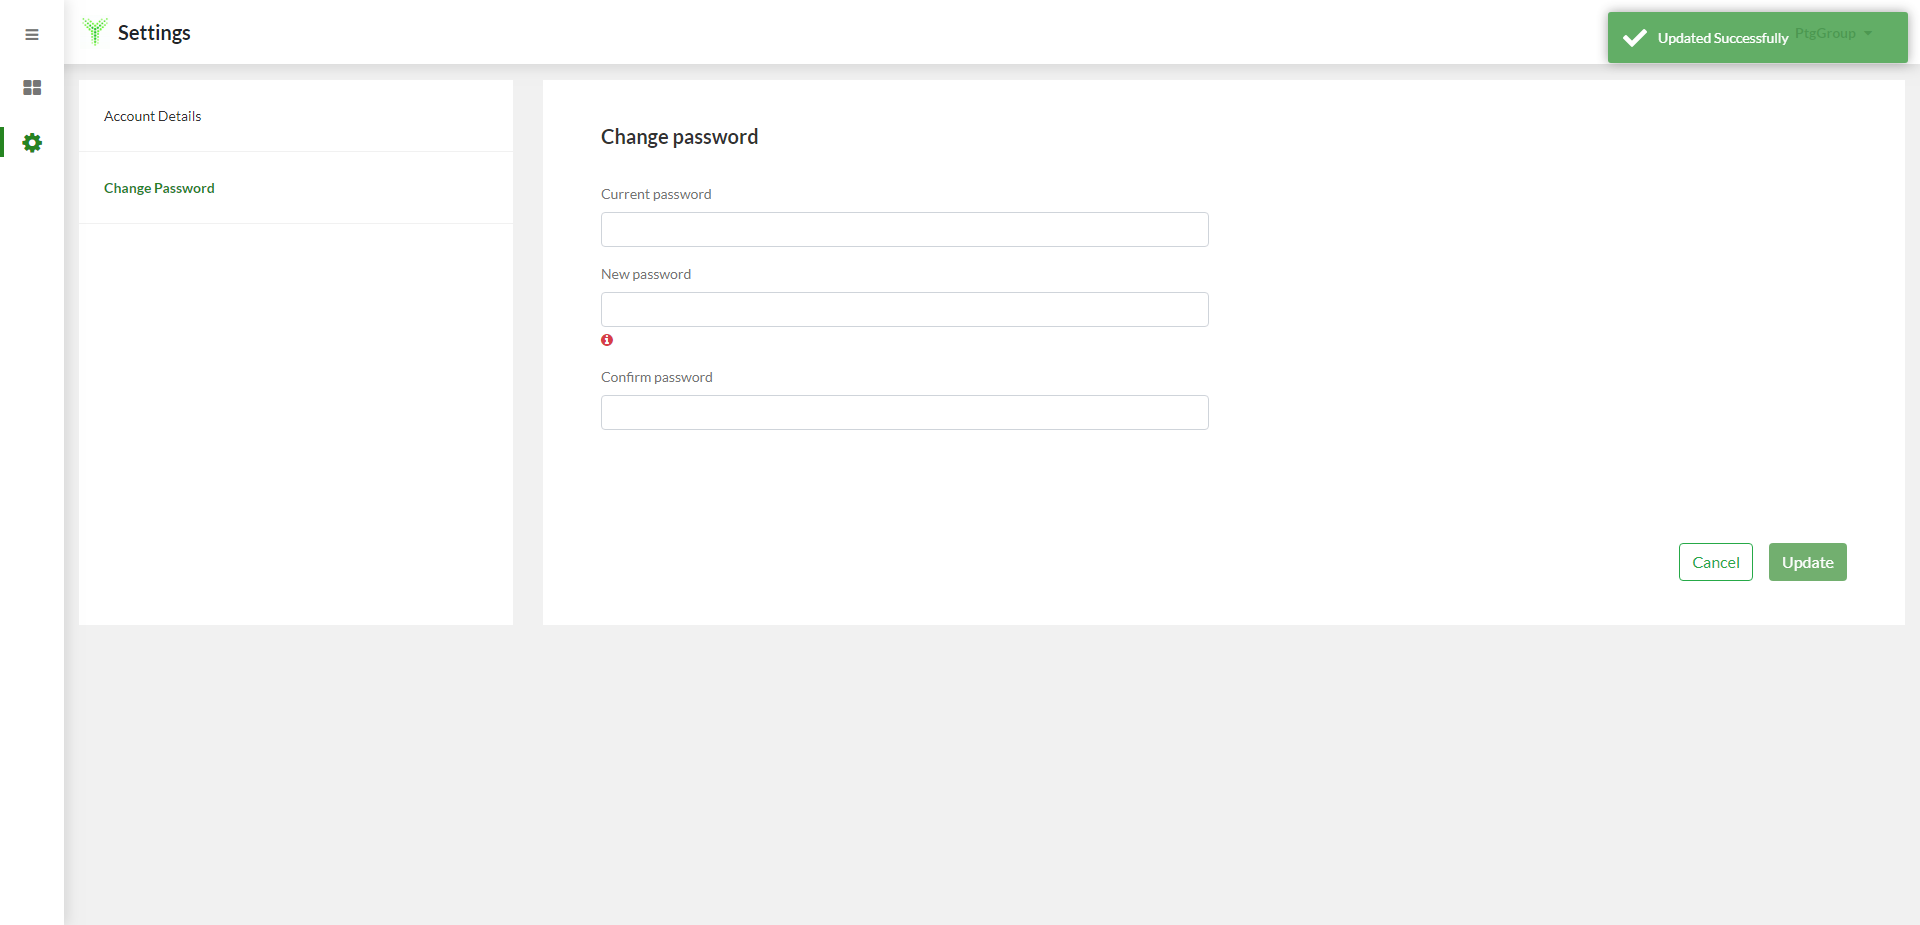 Settings
Updated Successfully
PtgGroup
Account Details
Change Password
Change password
Current password
New password
Confirm password
Cancel
Update